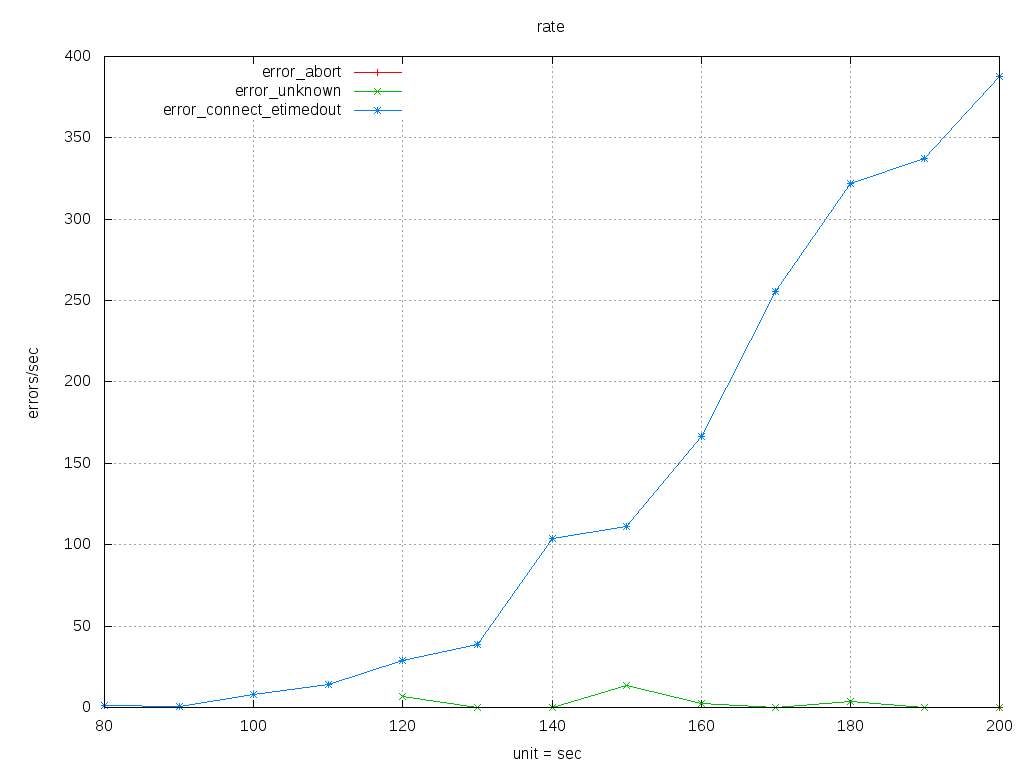 rate
400
error_abort
error_unknown
error_connect_etimedout
350
300
250
errors/sec
200
150
100
50
0
80 100 120 140 160 180 200
unit = sec